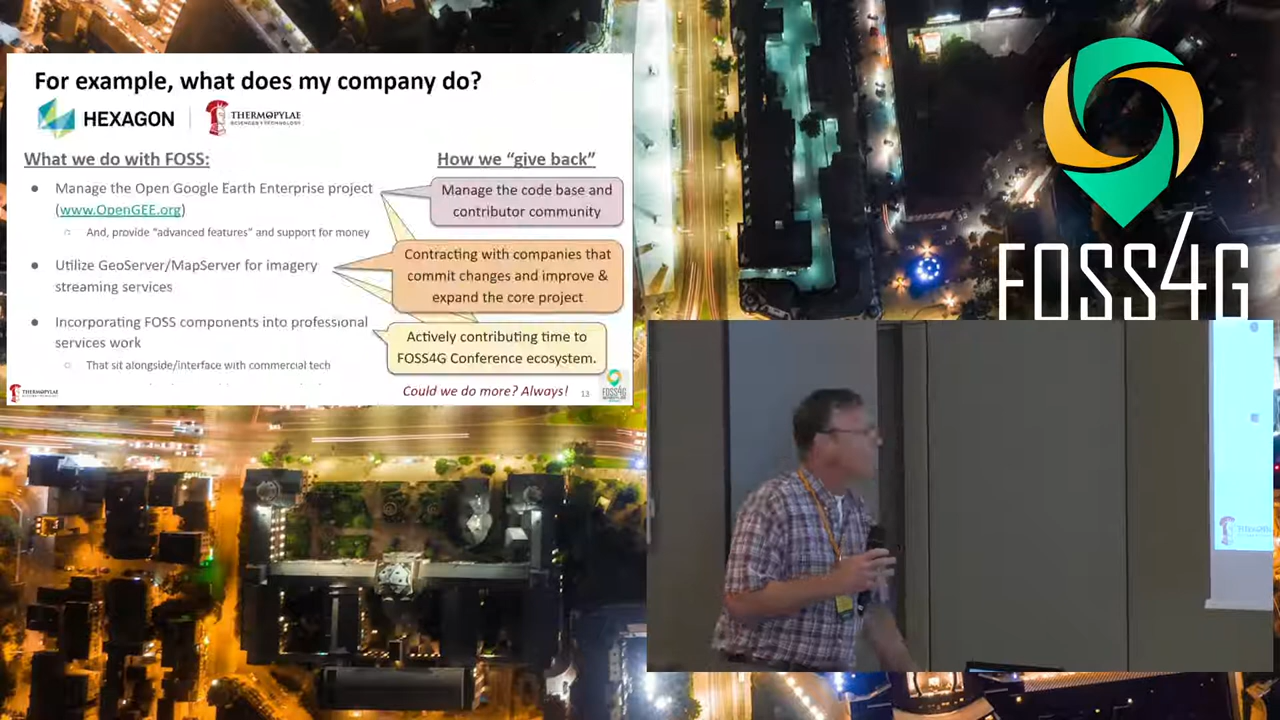 For example, what does my company do?
HEXAGON
THERMOPYLAE
SCIENCES+TECHNOLOGY
What we do with FOSS:
● Manage the Open Google Earth Enterprise project
(www.OpenGEE.org)
○ And, provide "advanced features" and support for money
● Utilize GeoServer/MapServer for imagery
streaming services
● Incorporating FOSS components into professional
services work
○ That sit alongside/interface with commercial tech
How we "give back"
Manage the code base and
contributor community
Contracting with companies that
commit changes and improve &
expand the core project
Actively contributing time to
FOSS4G Conference ecosystem.
Could we do more? Always!
13
THERMOPYLAE
FOSS4G
FOSS4G